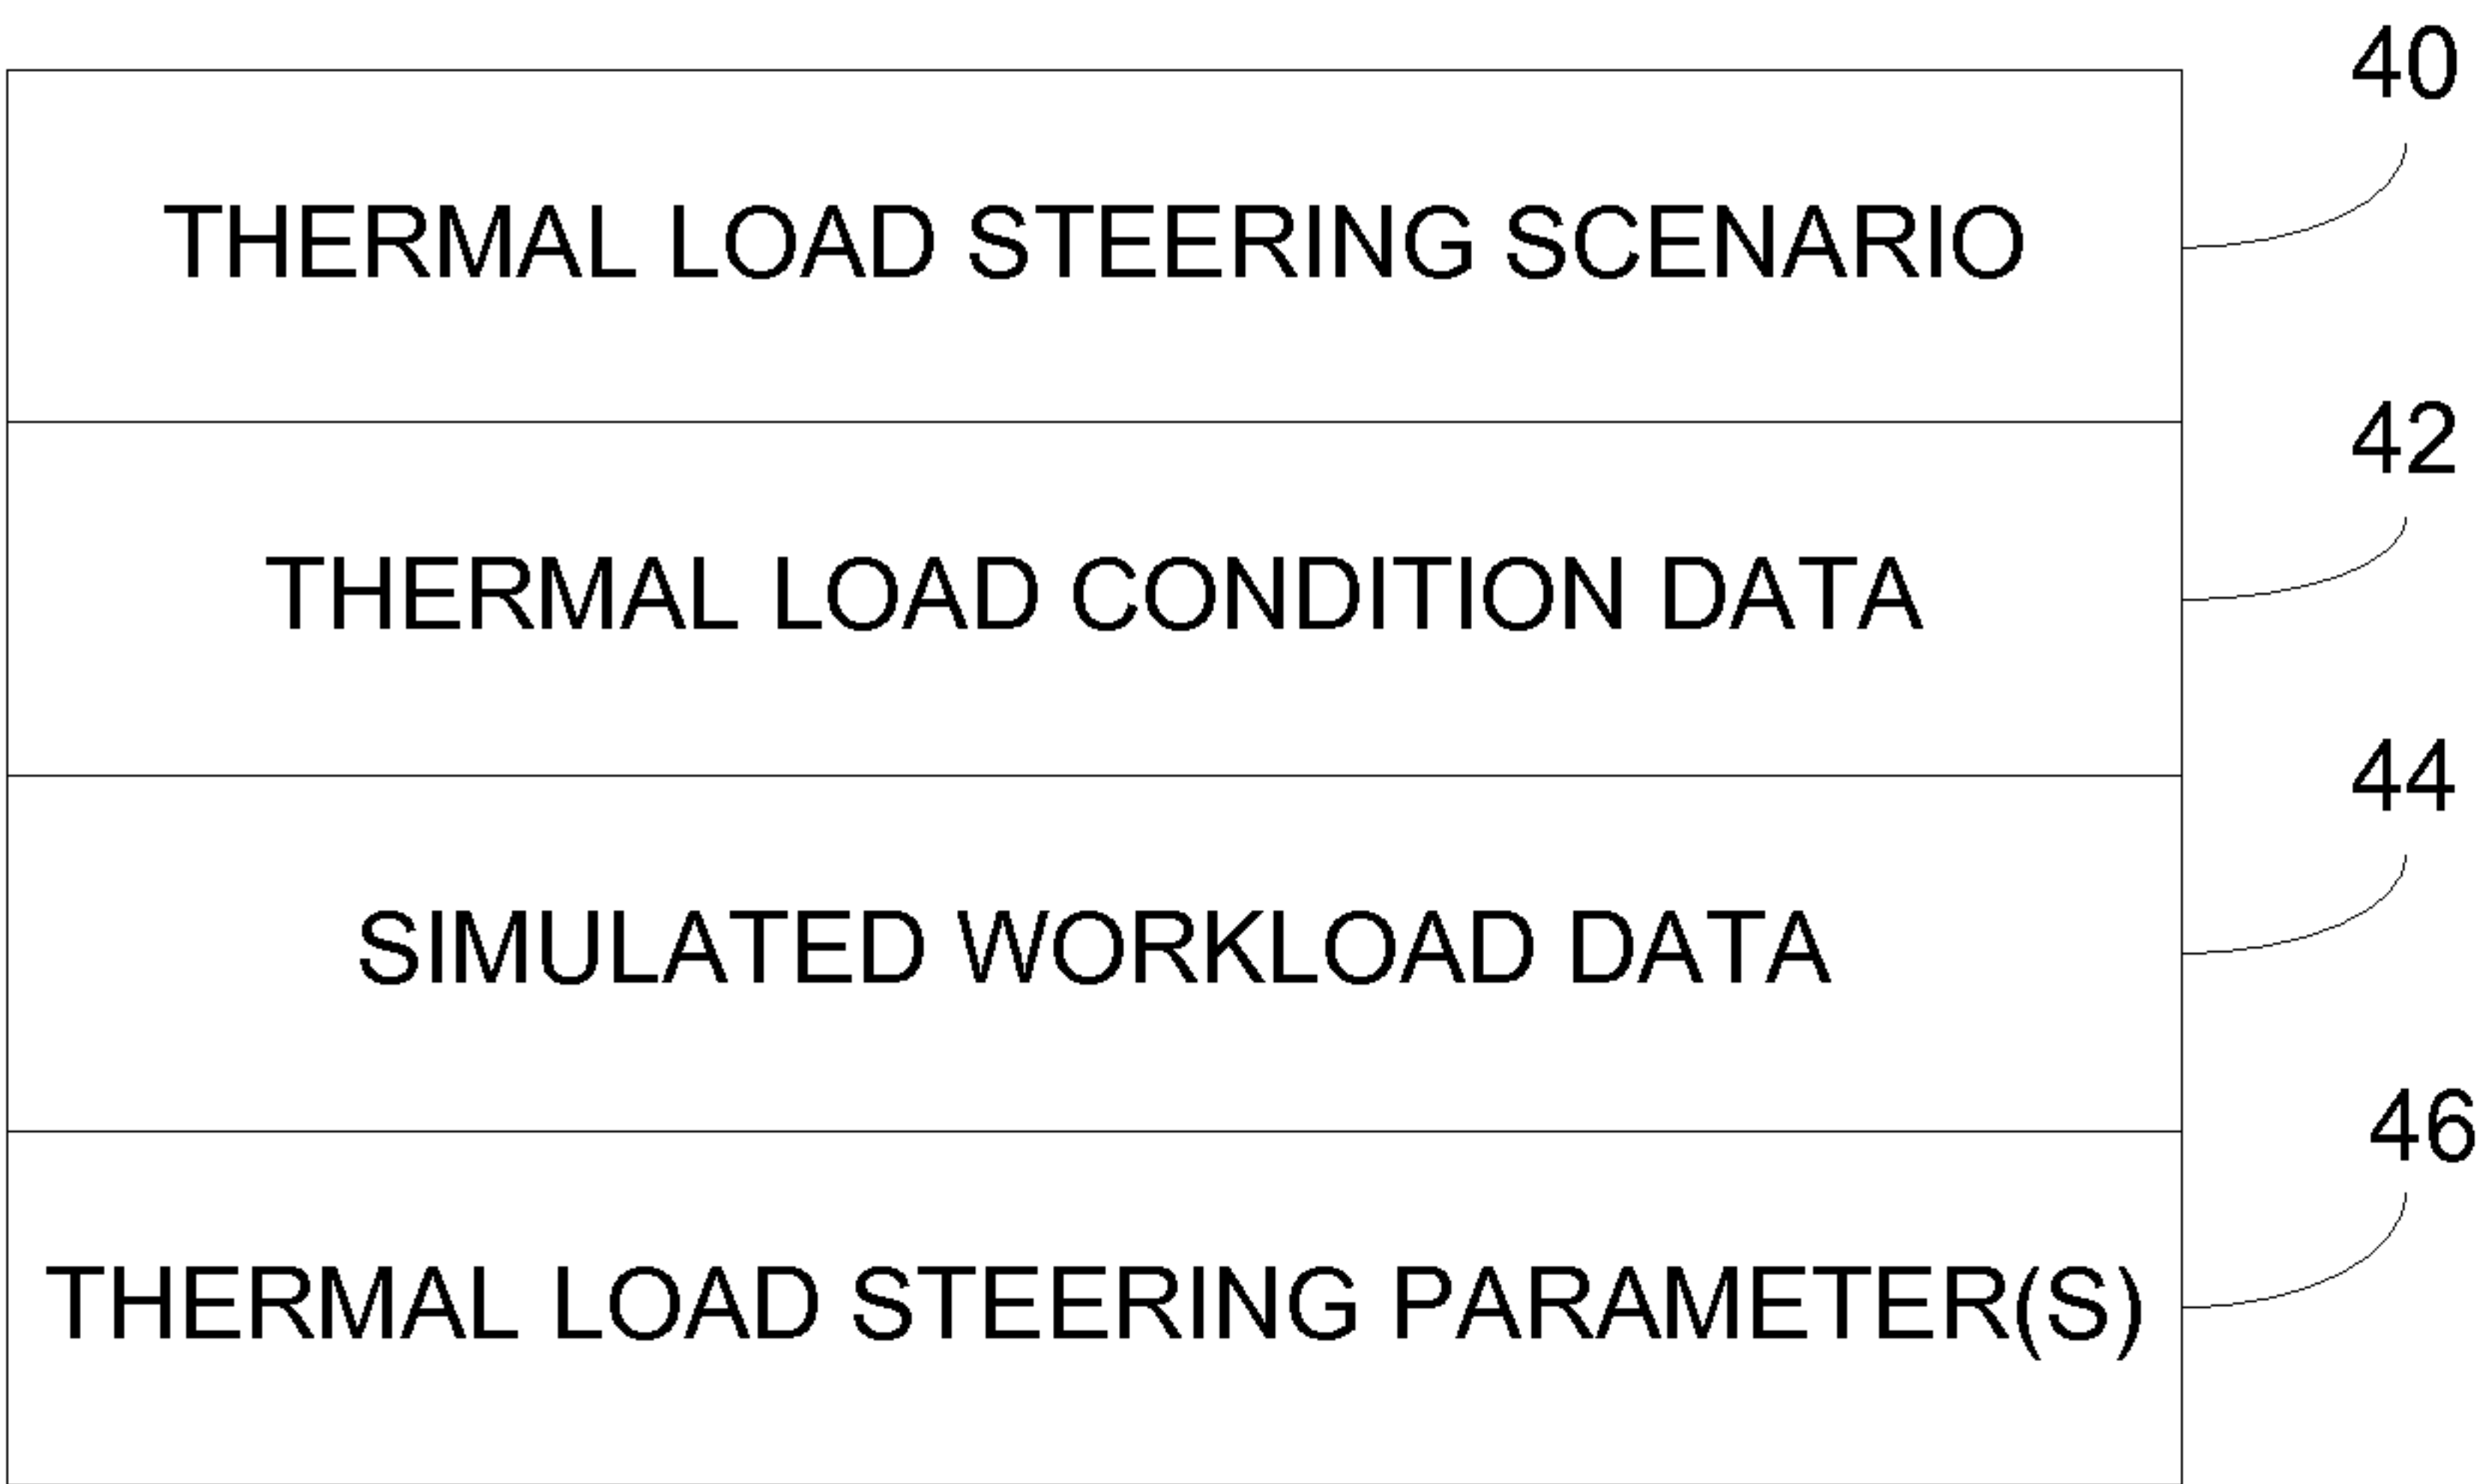 40
THERMAL LOAD STEERING SCENARIO
42
THERMAL LOAD CONDITION DATA
44
SIMULATED WORKLOAD DATA
46
THERMAL LOAD STEERING PARAMETER(S)